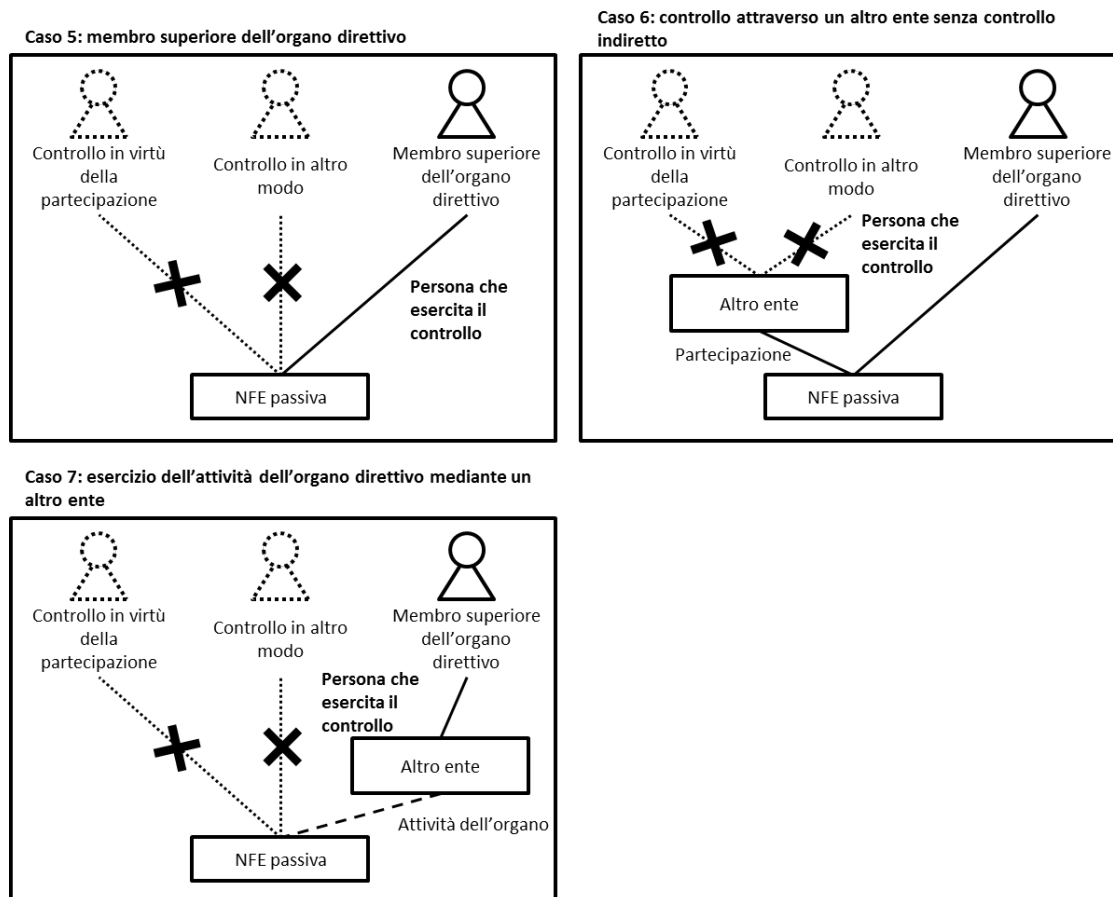 Caso 5: membro superiore dell'organo direttivo
Controllo in virtù
della
partecipazione
Controllo in altro
modo
Membro superiore
dell'organo
direttivo
Persona che
esercita il
controllo
NFE passiva
Caso 6: controllo attraverso un altro ente senza controllo
indiretto
Controllo in virtù
della
partecipazione
Controllo in altro
modo
Membro superiore
dell'organo
direttivo
Persona che
esercita il
controllo
Altro ente
Partecipazione
NFE passiva
Caso 7: esercizio dell'attività dell'organo direttivo mediante un
altro ente
Controllo in virtù
della
partecipazione
Controllo in altro
modo
Membro superiore
dell'organo
direttivo
Persona che
esercita il
controllo
Altro ente
Attività dell'organo
NFE passiva